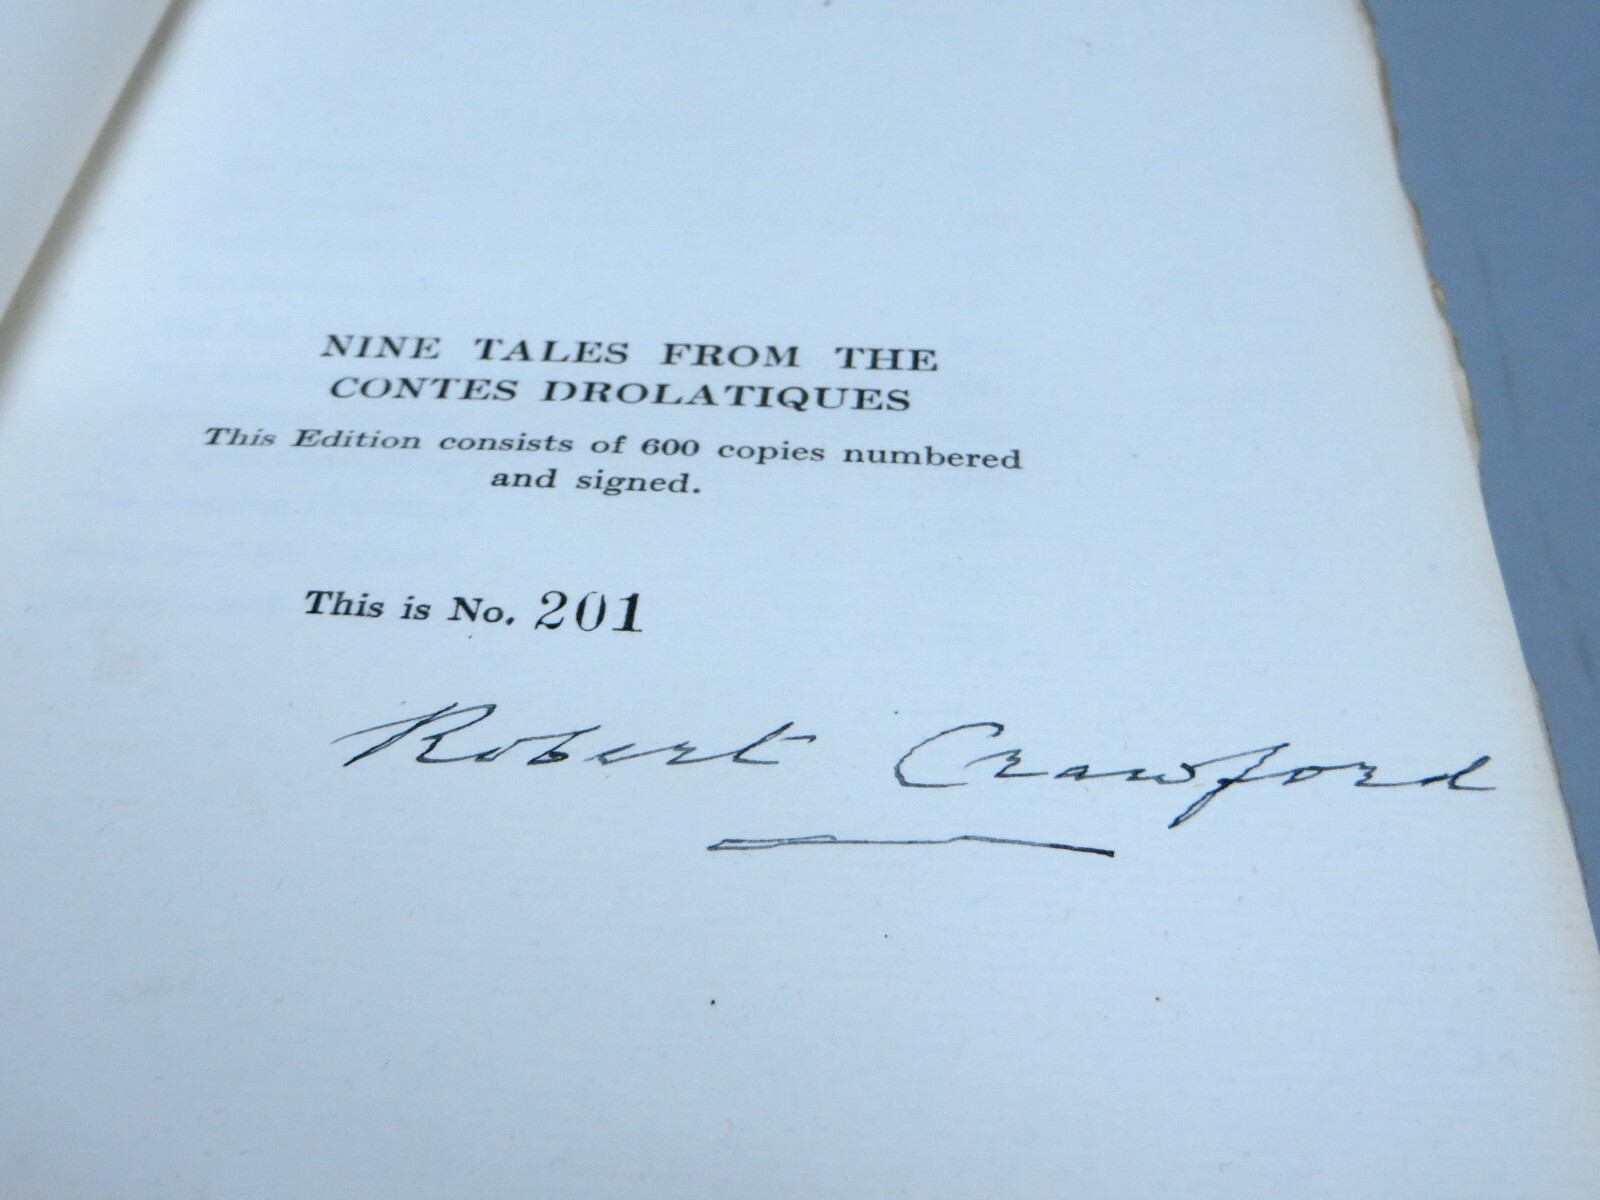 NINE TALES FROM THE
CONTES DROLATIQUES
This Edition consists of 600 copies numbered
and signed.
This is No. 201
Robert Crawford